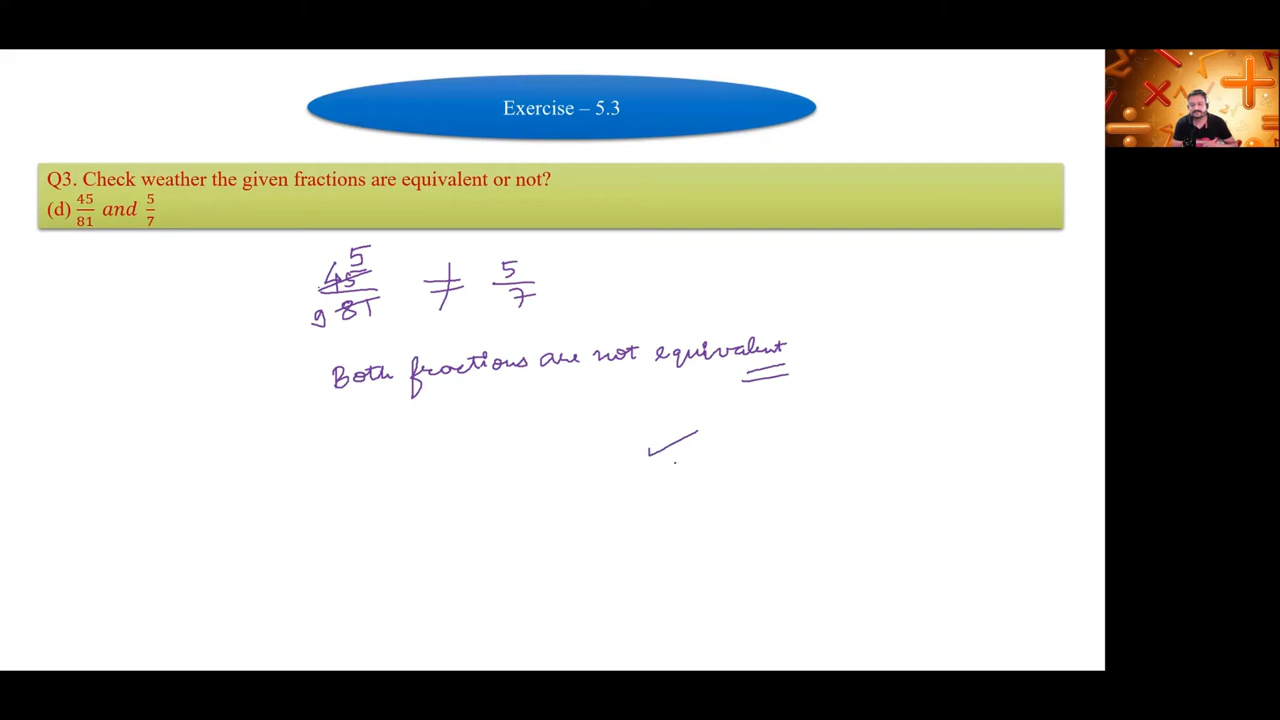 Exercise – 5.3
Q3. Check weather the given fractions are equivalent or not?
(d) 45/81 and 5/7
45 5 / 81 9 ≠ 5/7
Both fractions are not equivalent